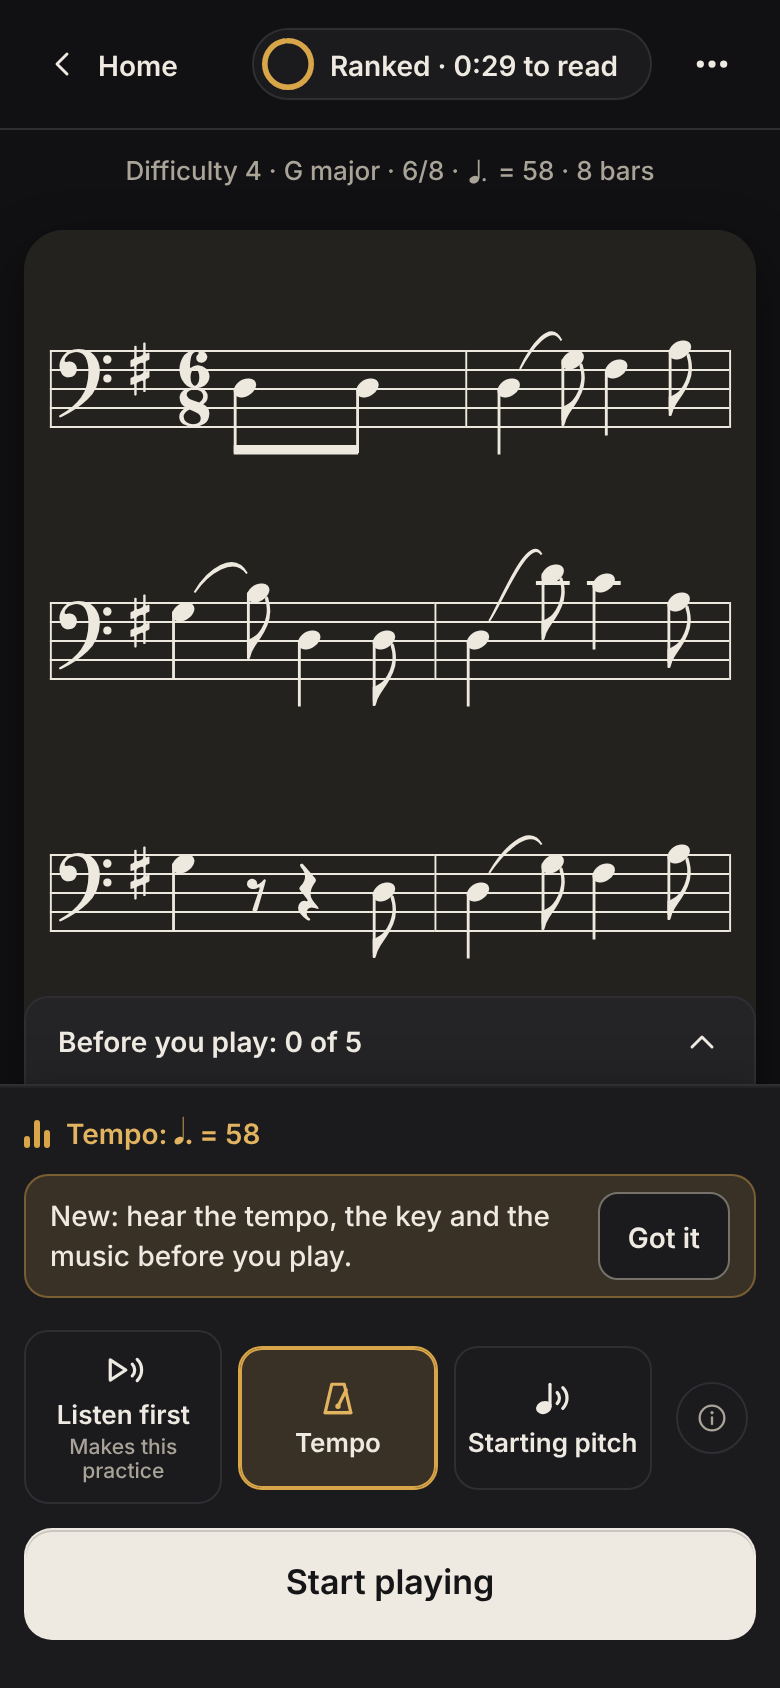 Home
Ranked · 0:29 to read
Difficulty 4 · G major · 6/8 · ♩. = 58 · 8 bars
6
8
Before you play: 0 of 5
Tempo: ♩. = 58
New: hear the tempo, the key and the
music before you play.
Got it
Listen first
Makes this
practice
Tempo
Starting pitch
Start playing